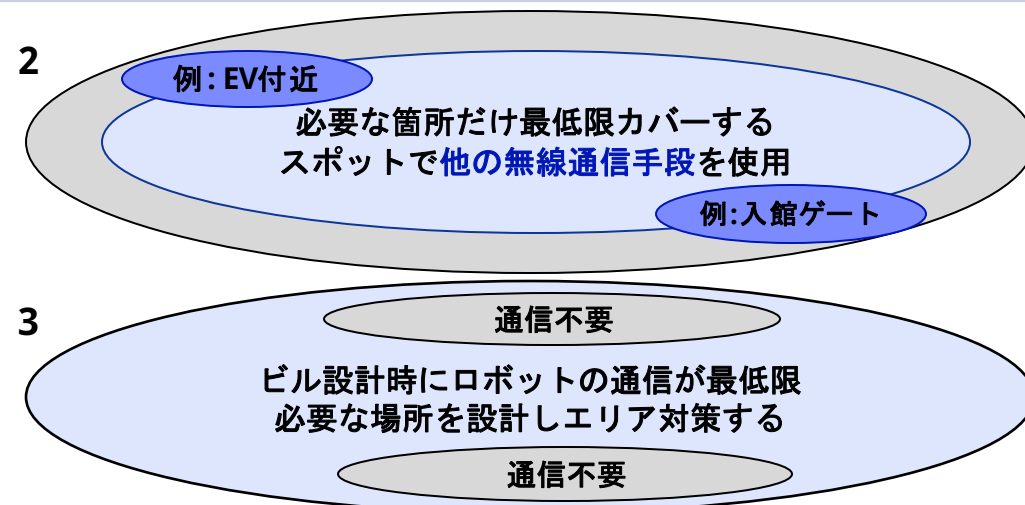 2
例: EV付近
必要な箇所だけ最低限カバーする
スポットで他の無線通信手段を使用
例:入館ゲート
3
通信不要
ビル設計時にロボットの通信が最低限
必要な場所を設計しエリア対策する
通信不要